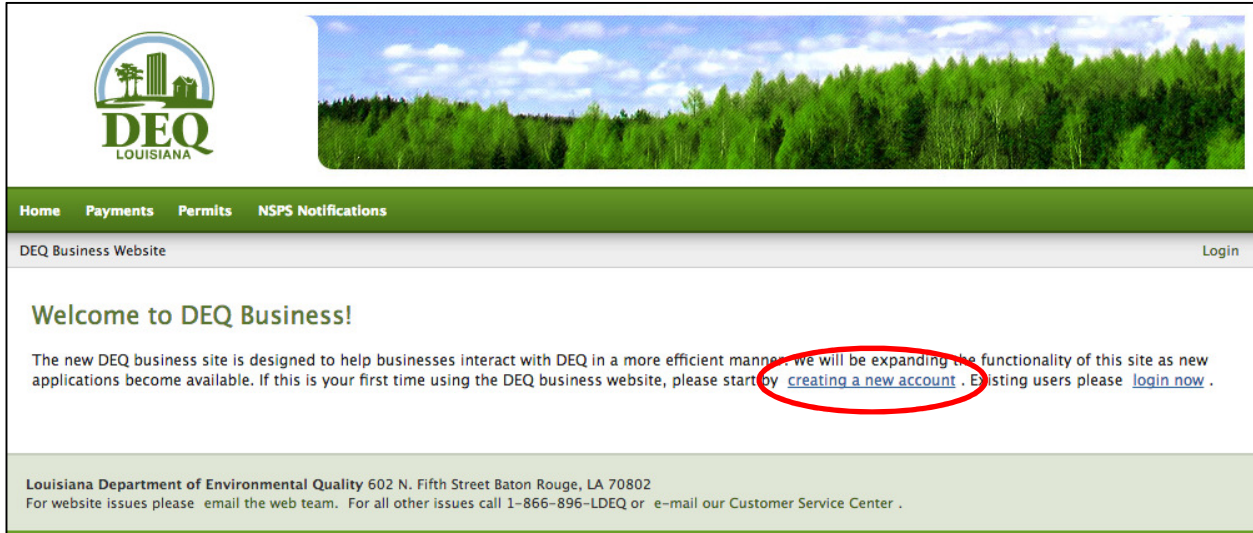 DEQ
LOUISIANA
Home Payments Permits NSPS Notifications
DEQ Business Website Login
Welcome to DEQ Business!
The new DEQ business site is designed to help businesses interact with DEQ in a more efficient manner. We will be expanding the functionality of this site as new
applications become available. If this is your first time using the DEQ business website, please start by creating a new account . Existing users please login now .
Louisiana Department of Environmental Quality 602 N. Fifth Street Baton Rouge, LA 70802
For website issues please email the web team. For all other issues call 1-866-896-LDEQ or e-mail our Customer Service Center .